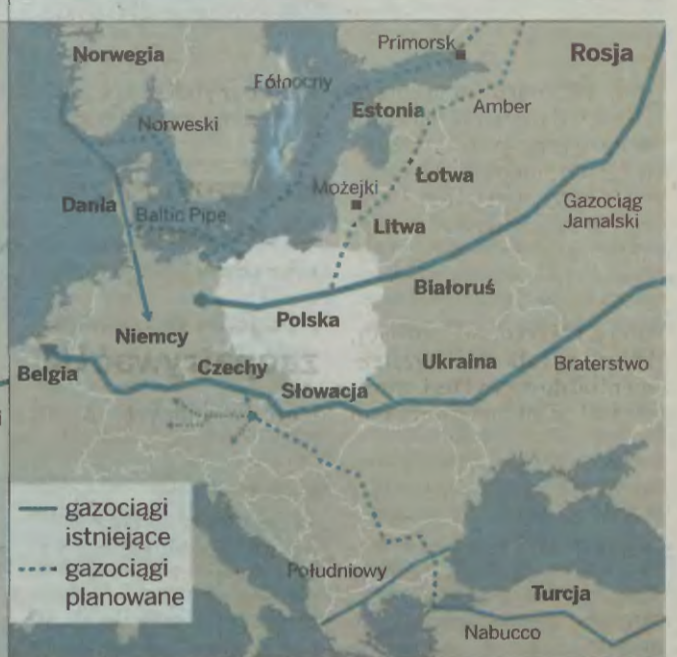 Norwegia
Primorsk
Rosja
Północny
Estonia
Amber
Norweski
Łotwa
Możejki
Dania
Baltic Pipe
Litwa
Gazociąg
Jamalski
Białoruś
Polska
Niemcy
Czechy
Ukraina
Braterstwo
Belgia
Słowacja
gazociągi
istniejące
gazociągi
planowane
Południowy
Turcja
Nabucco